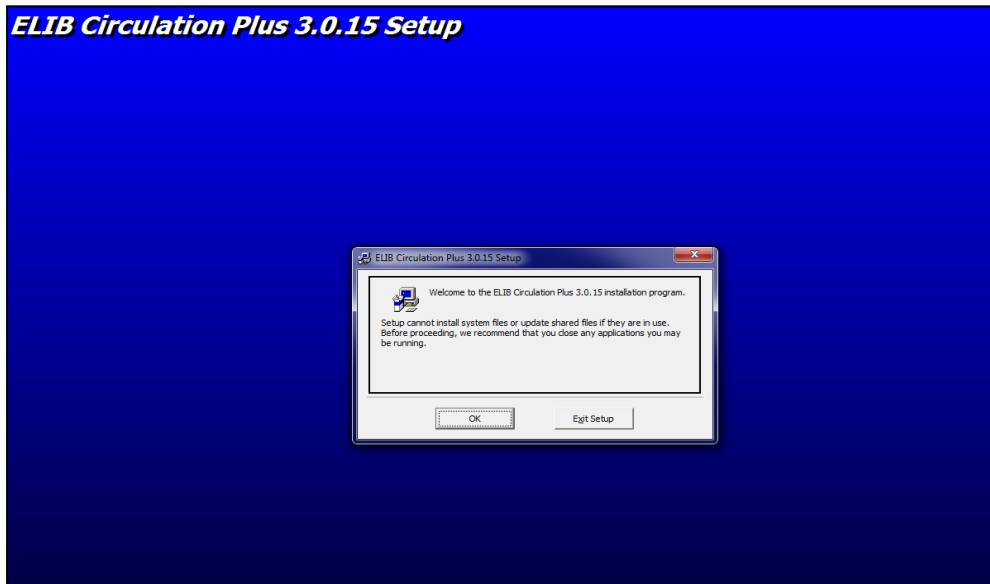 ELIB Circulation Plus 3.0.15 Setup
ELIB Circulation Plus 3.0.15 Setup
Welcome to the ELIB Circulation Plus 3.0.15 installation program.
Setup cannot install system files or update shared files if they are in use.
Before proceeding, we recommend that you close any applications you may
be running.
OK
Exit Setup